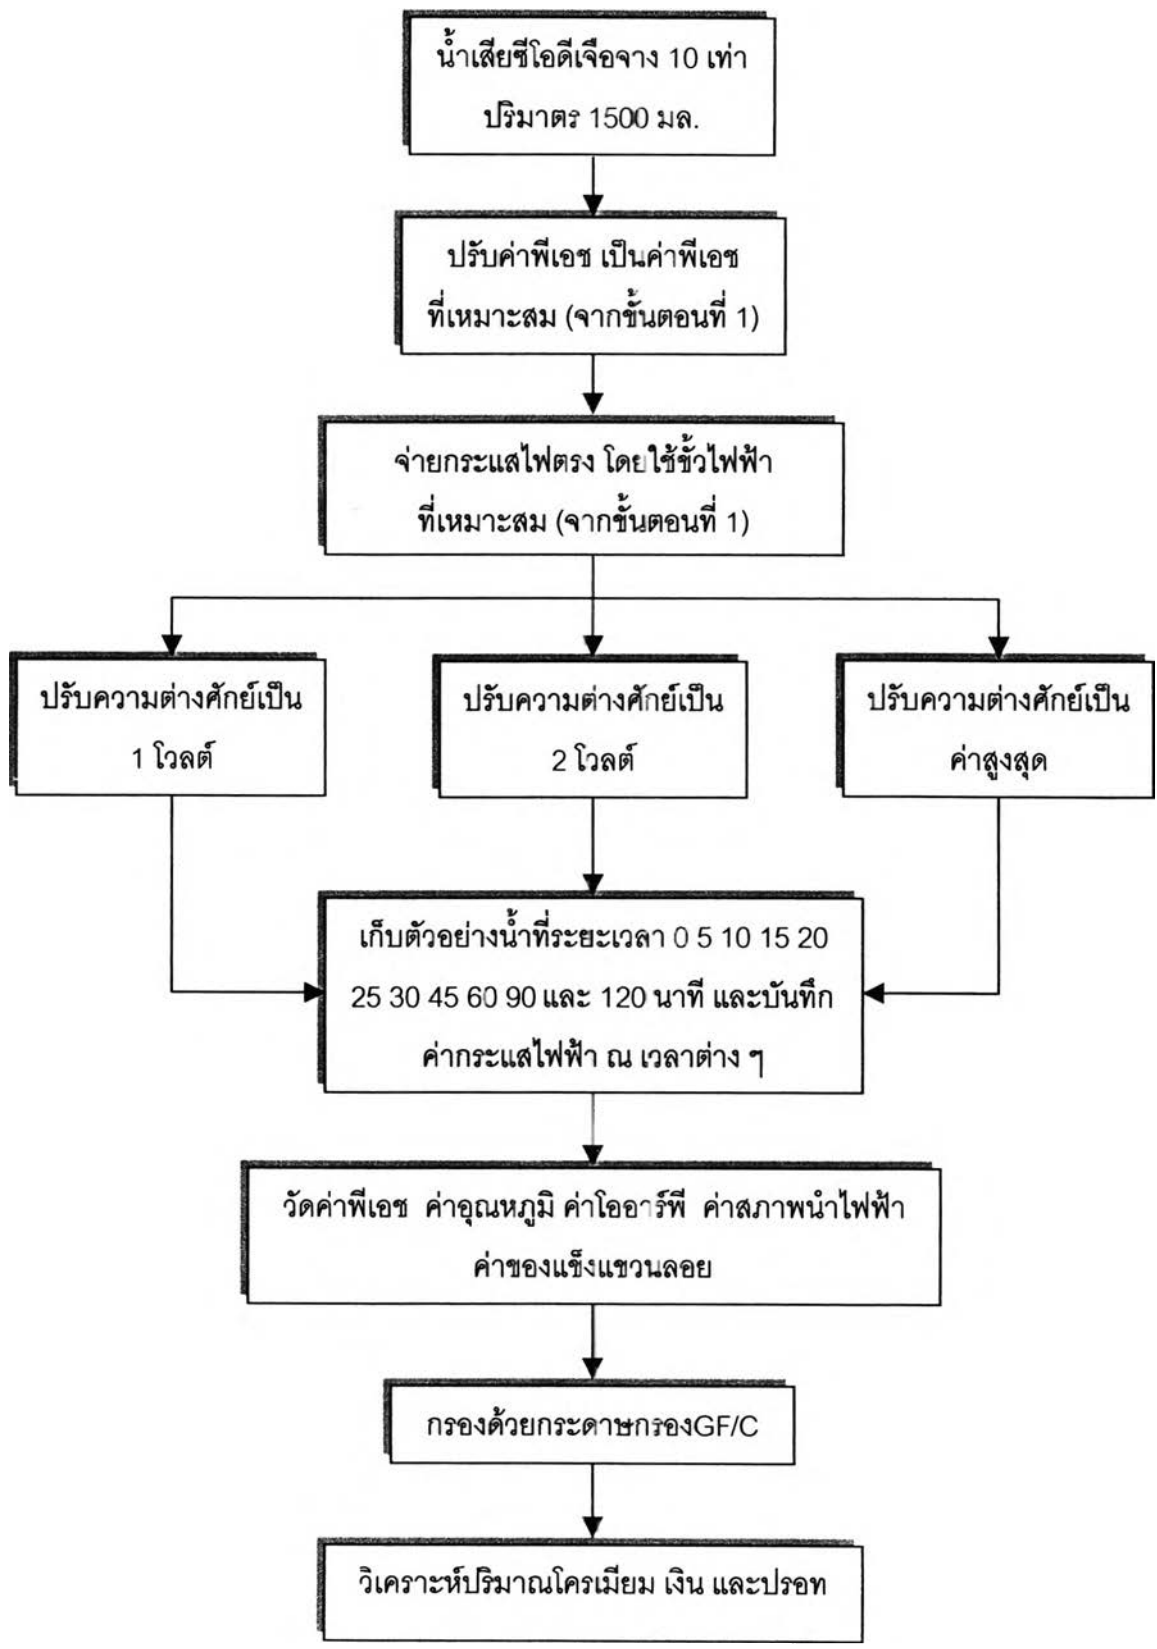 น้ำเสียซีโอดีเจือจาง 10 เท่า
ปริมาตร 1500 มล.
ปรับค่าพีเอช เป็นค่าพีเอช
ที่เหมาะสม (จากขั้นตอนที่ 1)
จ่ายกระแสไฟตรง โดยใช้ขั้วไฟฟ้า
ที่เหมาะสม (จากขั้นตอนที่ 1)
ปรับความต่างศักย์เป็น
1 โวลต์
ปรับความต่างศักย์เป็น
2 โวลต์
ปรับความต่างศักย์เป็น
ค่าสูงสุด
เก็บตัวอย่างน้ำที่ระยะเวลา 0 5 10 15 20
25 30 45 60 90 และ 120 นาที และบันทึก
ค่ากระแสไฟฟ้า ณ เวลาต่าง ๆ
วัดค่าพีเอช ค่าอุณหภูมิ ค่าโออาร์พี ค่าสภาพนำไฟฟ้า
ค่าของแข็งแขวนลอย
กรองด้วยกระดาษกรองGF/C
วิเคราะห์ปริมาณโครเมียม เงิน และปรอท